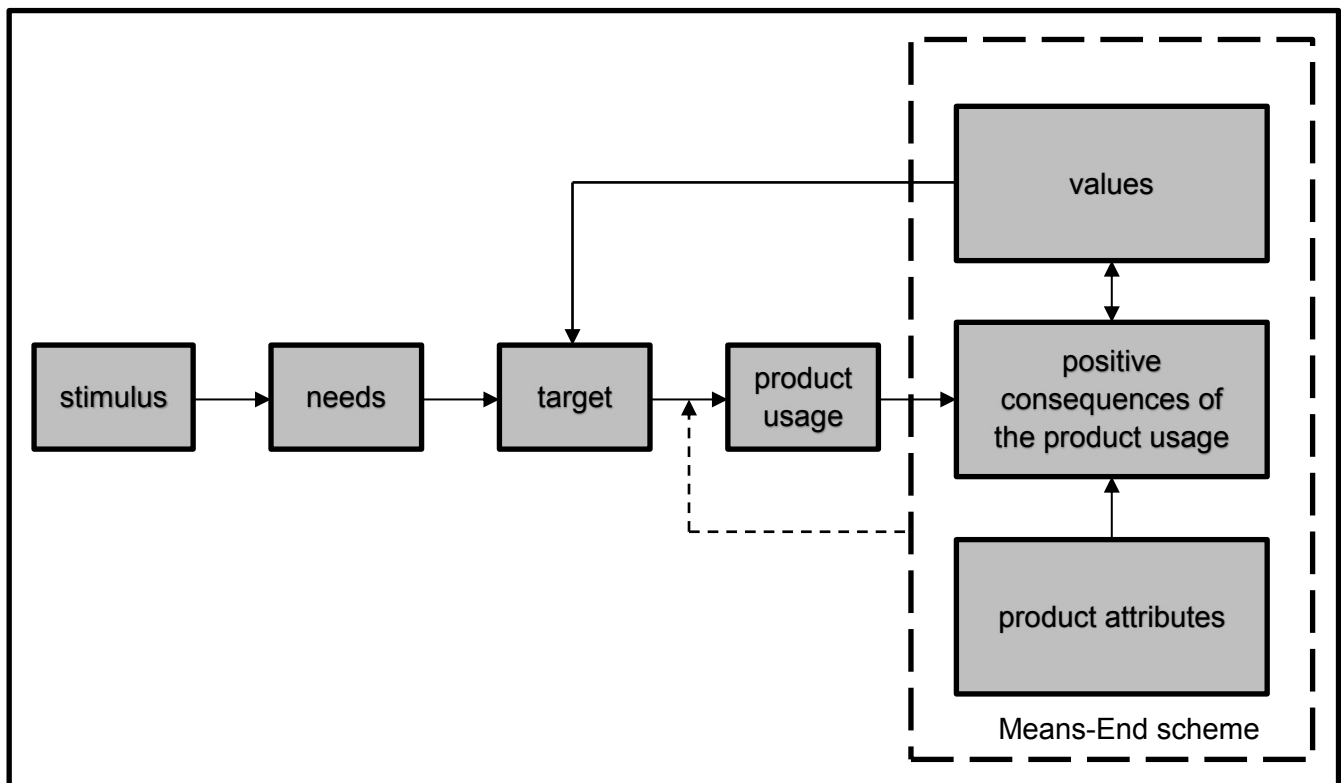 values
stimulus
needs
target
product
usage
positive
consequences of
the product usage
product attributes
Means-End scheme